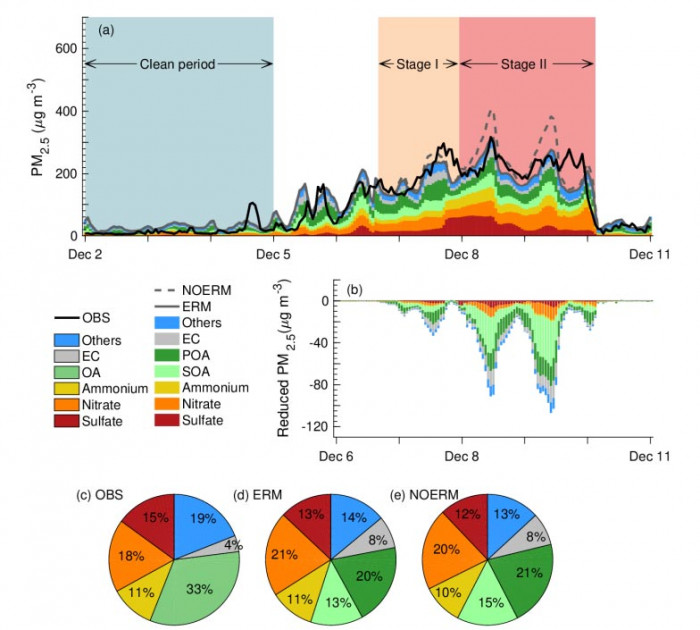 (a)
Clean period
Stage I
Stage II
PM2.5 (μg m-3)
600
400
200
0
Dec 2
Dec 5
Dec 8
Dec 11
OBS
Others
EC
OA
Ammonium
Nitrate
Sulfate
NOERM
ERM
Others
EC
POA
SOA
Ammonium
Nitrate
Sulfate
(b)
Reduced PM2.5(μg m-3)
0
-40
-80
-120
Dec 6
Dec 8
Dec 11
(c) OBS
15%
19%
4%
33%
11%
18%
(d) ERM
13%
14%
8%
20%
13%
11%
21%
(e) NOERM
12%
13%
8%
21%
15%
10%
20%